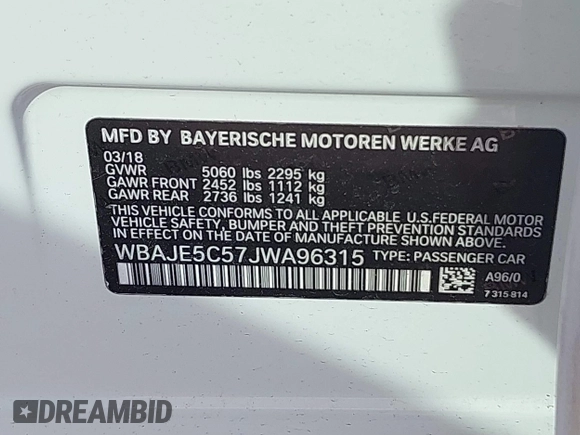 MFD BY BAYERISCHE MOTOREN WERKE AG
03/18
GVWR 5060 lbs 2295 kg
GAWR FRONT 2452 lbs 1112 kg
GAWR REAR 2736 lbs 1241 kg
THIS VEHICLE CONFORMS TO ALL APPLICABLE U.S.FEDERAL MOTOR
VEHICLE SAFETY, BUMPER AND THEFT PREVENTION STANDARDS
IN EFFECT ON THE DATE OF MANUFACTURE SHOWN ABOVE.
WBAJE5C57JWA96315 TYPE: PASSENGER CAR
A96/0
7315814
DREAMBID